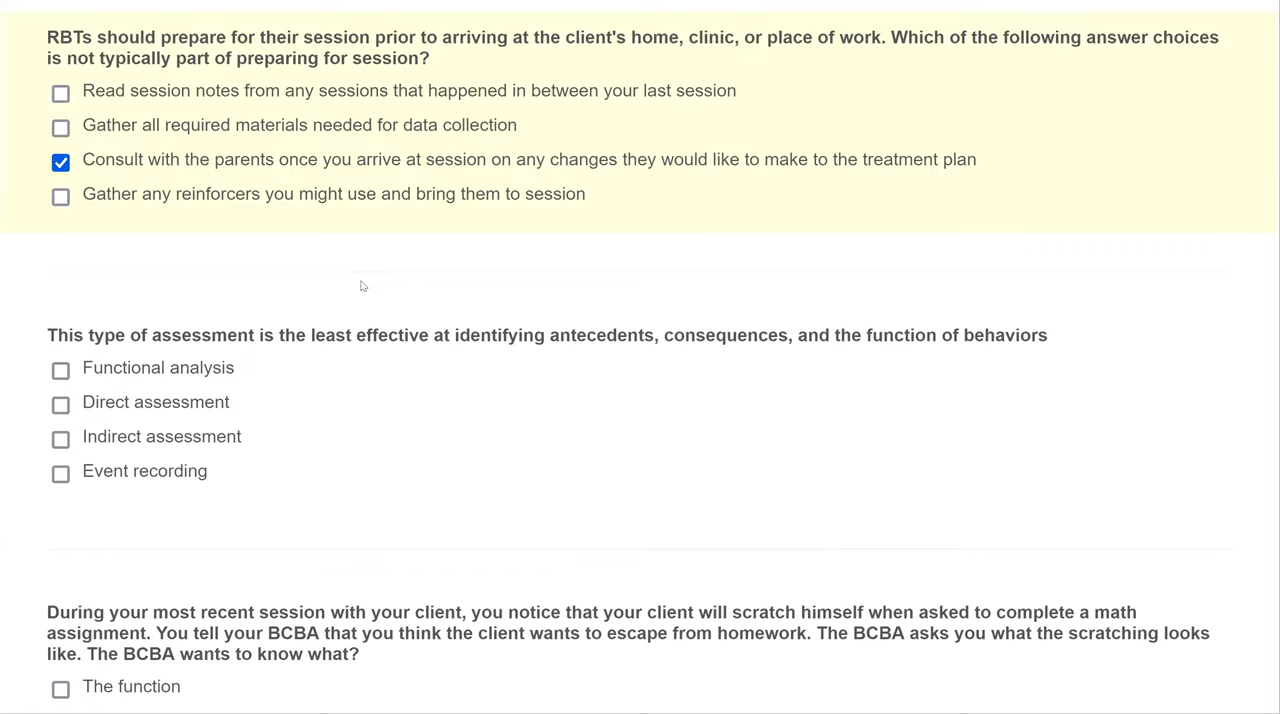 RBTs should prepare for their session prior to arriving at the client's home, clinic, or place of work. Which of the following answer choices
is not typically part of preparing for session?
Read session notes from any sessions that happened in between your last session
Gather all required materials needed for data collection
Consult with the parents once you arrive at session on any changes they would like to make to the treatment plan
Gather any reinforcers you might use and bring them to session
This type of assessment is the least effective at identifying antecedents, consequences, and the function of behaviors
Functional analysis
Direct assessment
Indirect assessment
Event recording
During your most recent session with your client, you notice that your client will scratch himself when asked to complete a math
assignment. You tell your BCBA that you think the client wants to escape from homework. The BCBA asks you what the scratching looks
like. The BCBA wants to know what?
The function